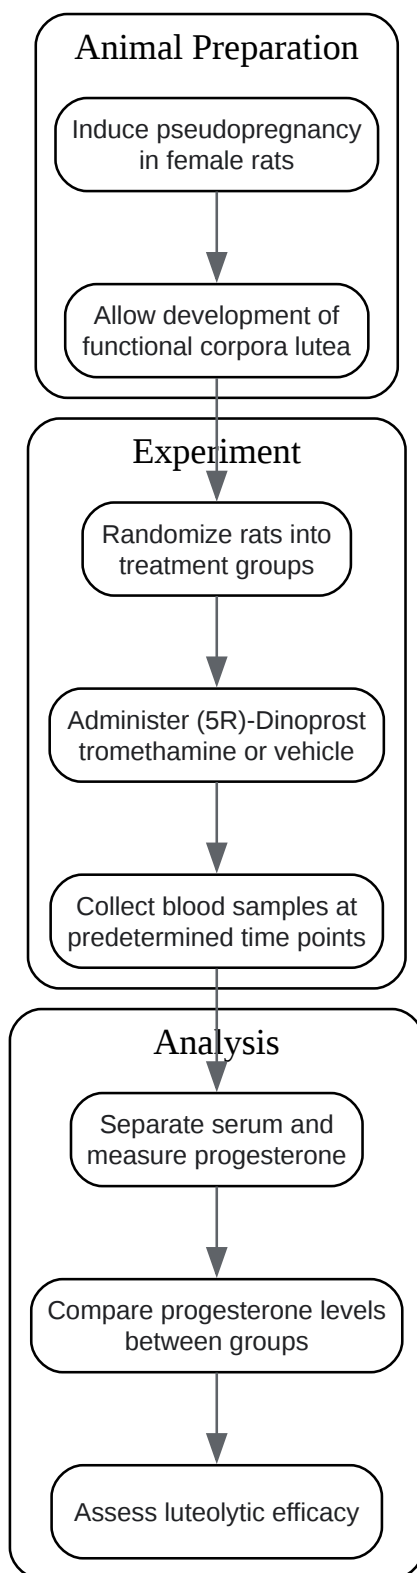 Animal Preparation
Induce pseudopregnancy
in female rats
Allow development of
functional corpora lutea
Experiment
Randomize rats into
treatment groups
Administer (5R)-Dinoprost
tromethamine or vehicle
Collect blood samples at
predetermined time points
Analysis
Separate serum and
measure progesterone
Compare progesterone levels
between groups
Assess luteolytic efficacy